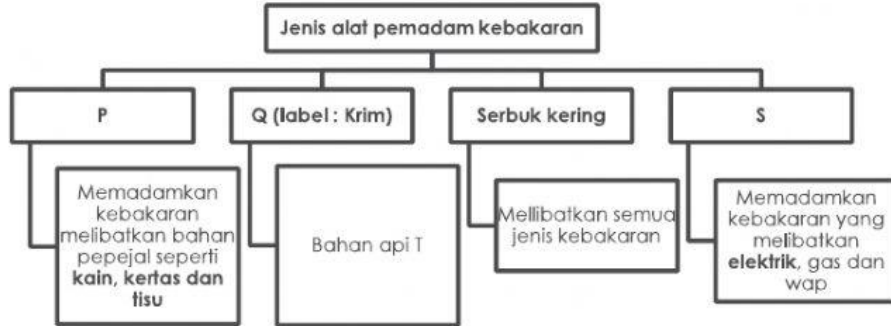 Jenis alat pemadam kebakaran
P
Q (label : Krim)
Serbuk kering
S
Memadamkan
kebakaran
melibatkan bahan
pepejal seperti
kain, kertas dan
tisu
Bahan api T
Mellibatkan semua
jenis kebakaran
Memadamkan
kebakaran yang
melibatkan
elektrik, gas dan
wap